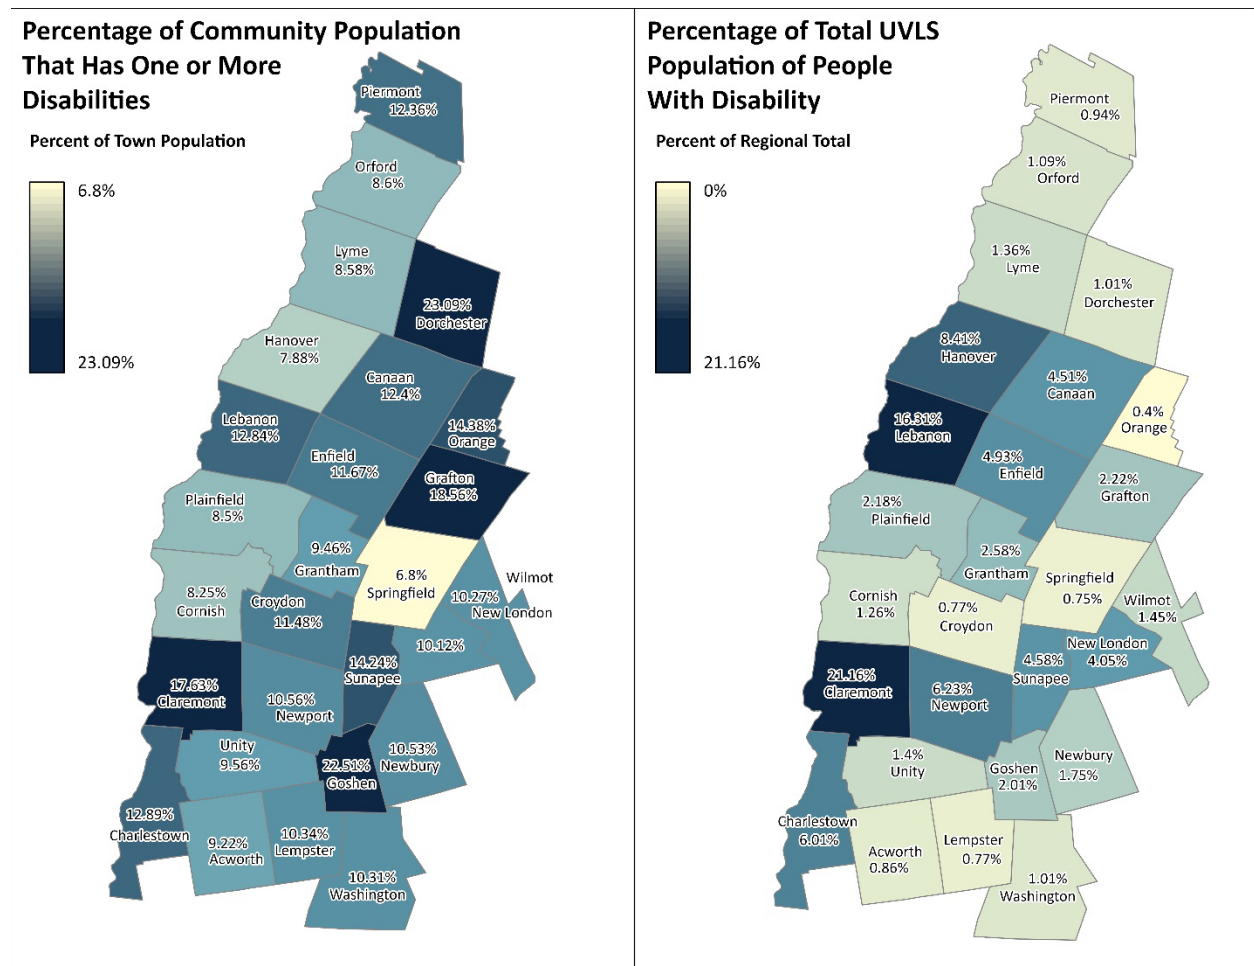 Percentage of Community Population
That Has One or More
Disabilities
Percent of Town Population
6.8%
23.09%
Piermont
12.36%
Orford
8.6%
Lyme
8.58%
23.09%
Dorchester
Hanover
7.88%
Canaan
12.4%
14.38%
Orange
Lebanon
12.84%
Enfield
11.67%
Grafton
18.56%
Plainfield
8.5%
9.46%
Grantham
6.8%
Springfield
Wilmot
10.27%
New London
10.12%
8.25%
Cornish
Croydon
11.48%
14.24%
Sunapee
17.63%
Claremont
10.56%
Newport
10.53%
Newbury
Unity
9.56%
22.51%
Goshen
12.89%
Charlestown
9.22%
Acworth
10.34%
Lempster
10.31%
Washington
Percentage of Total UVLS
Population of People
With Disability
Percent of Regional Total
0%
21.16%
Piermont
0.94%
1.09%
Orford
1.36%
Lyme
1.01%
Dorchester
8.41%
Hanover
4.51%
Canaan
0.4%
Orange
16.31%
Lebanon
4.93%
Enfield
2.22%
Grafton
2.18%
Plainfield
2.58%
Grantham
Springfield
0.75%
Wilmot
1.45%
Cornish
1.26%
0.77%
Croydon
New London
4.05%
4.58%
Sunapee
21.16%
Claremont
6.23%
Newport
1.4%
Unity
Goshen
2.01%
Newbury
1.75%
Charlestown
6.01%
Acworth
0.86%
Lempster
0.77%
1.01%
Washington